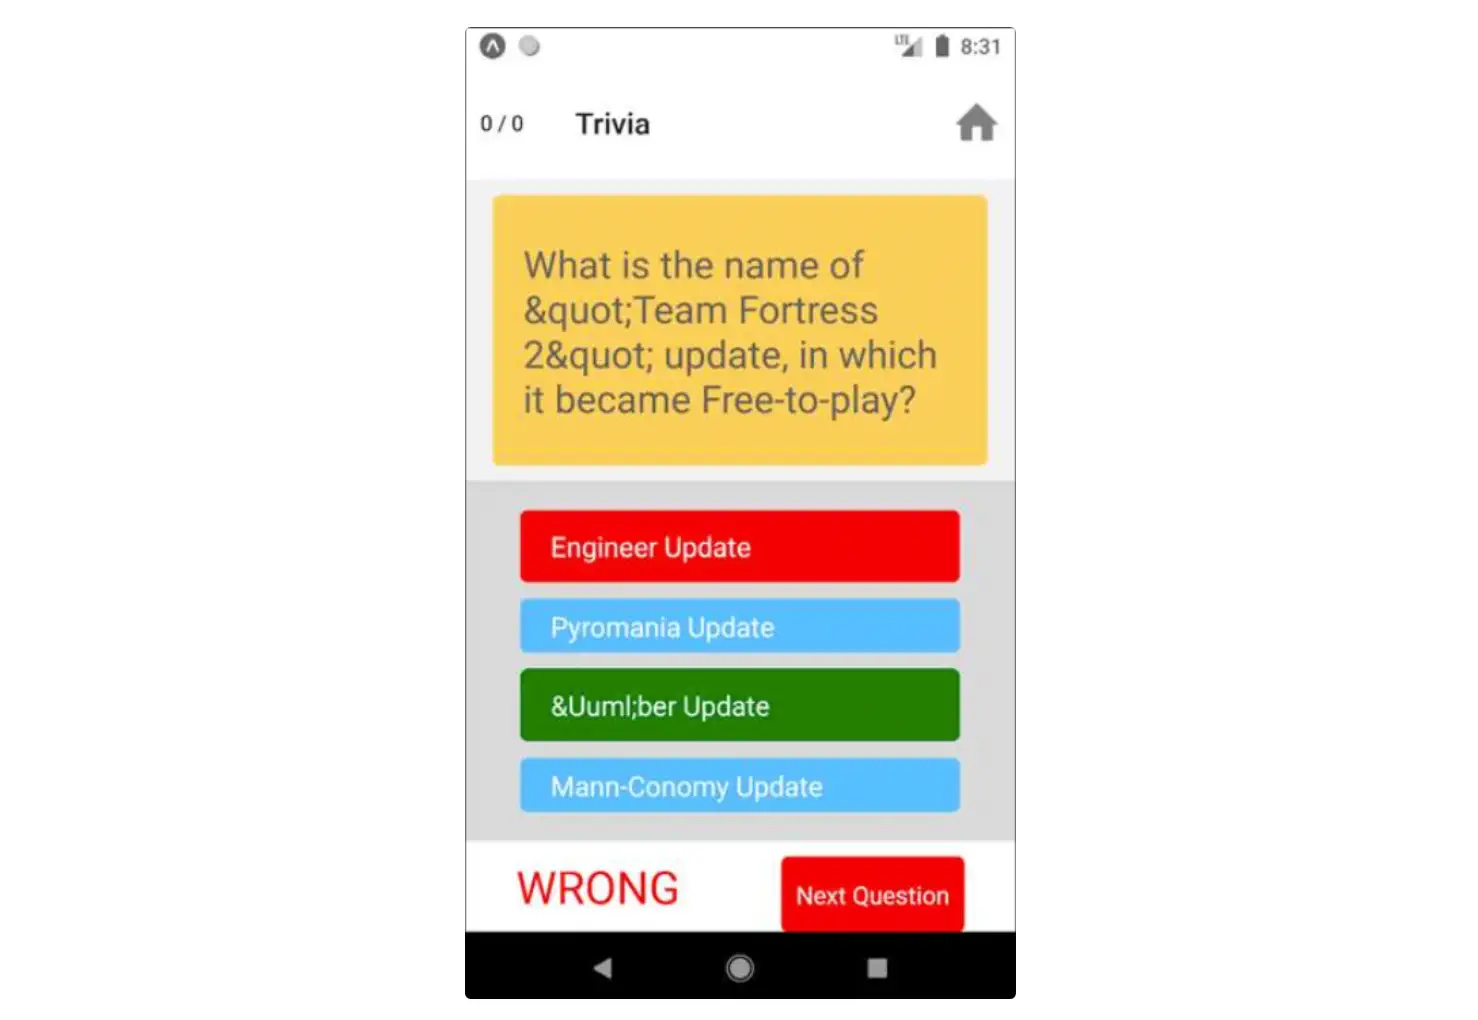 LTE 8:31
0 / 0 Trivia
What is the name of
&quot;Team Fortress
2&quot; update, in which
it became Free-to-play?
Engineer Update
Pyromania Update
&Uuml;ber Update
Mann-Conomy Update
WRONG Next Question